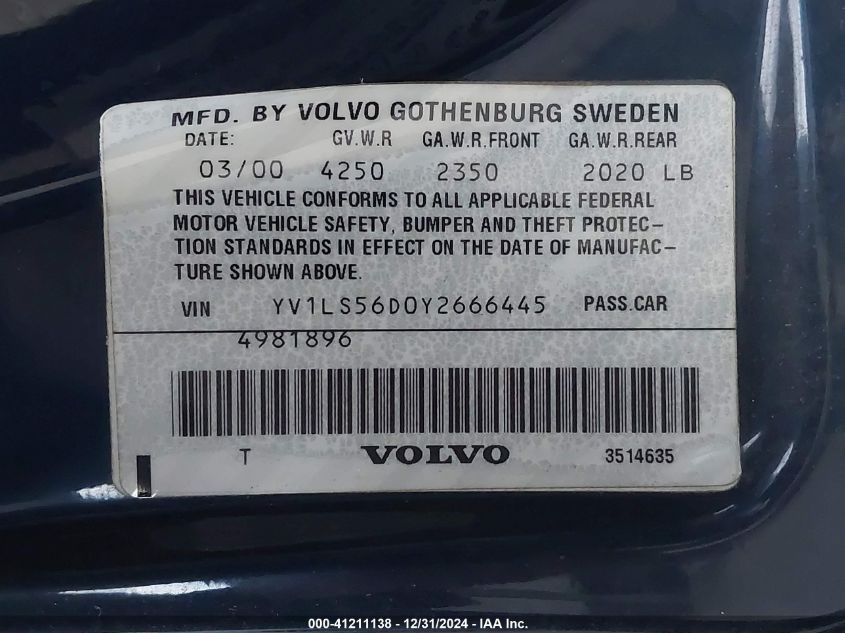 MFD. BY VOLVO GOTHENBURG SWEDEN
DATE: GV.W.R GA.W.R.FRONT GA.W.R.REAR
03/00 4250 2350 2020 LB
THIS VEHICLE CONFORMS TO ALL APPLICABLE FEDERAL
MOTOR VEHICLE SAFETY, BUMPER AND THEFT PROTEC-
TION STANDARDS IN EFFECT ON THE DATE OF MANUFAC-
TURE SHOWN ABOVE.
VIN YV1LS56D0Y2666445 PASS.CAR
4981896
T VOLVO 3514635
000-41211138 - 12/31/2024 - IAA Inc.